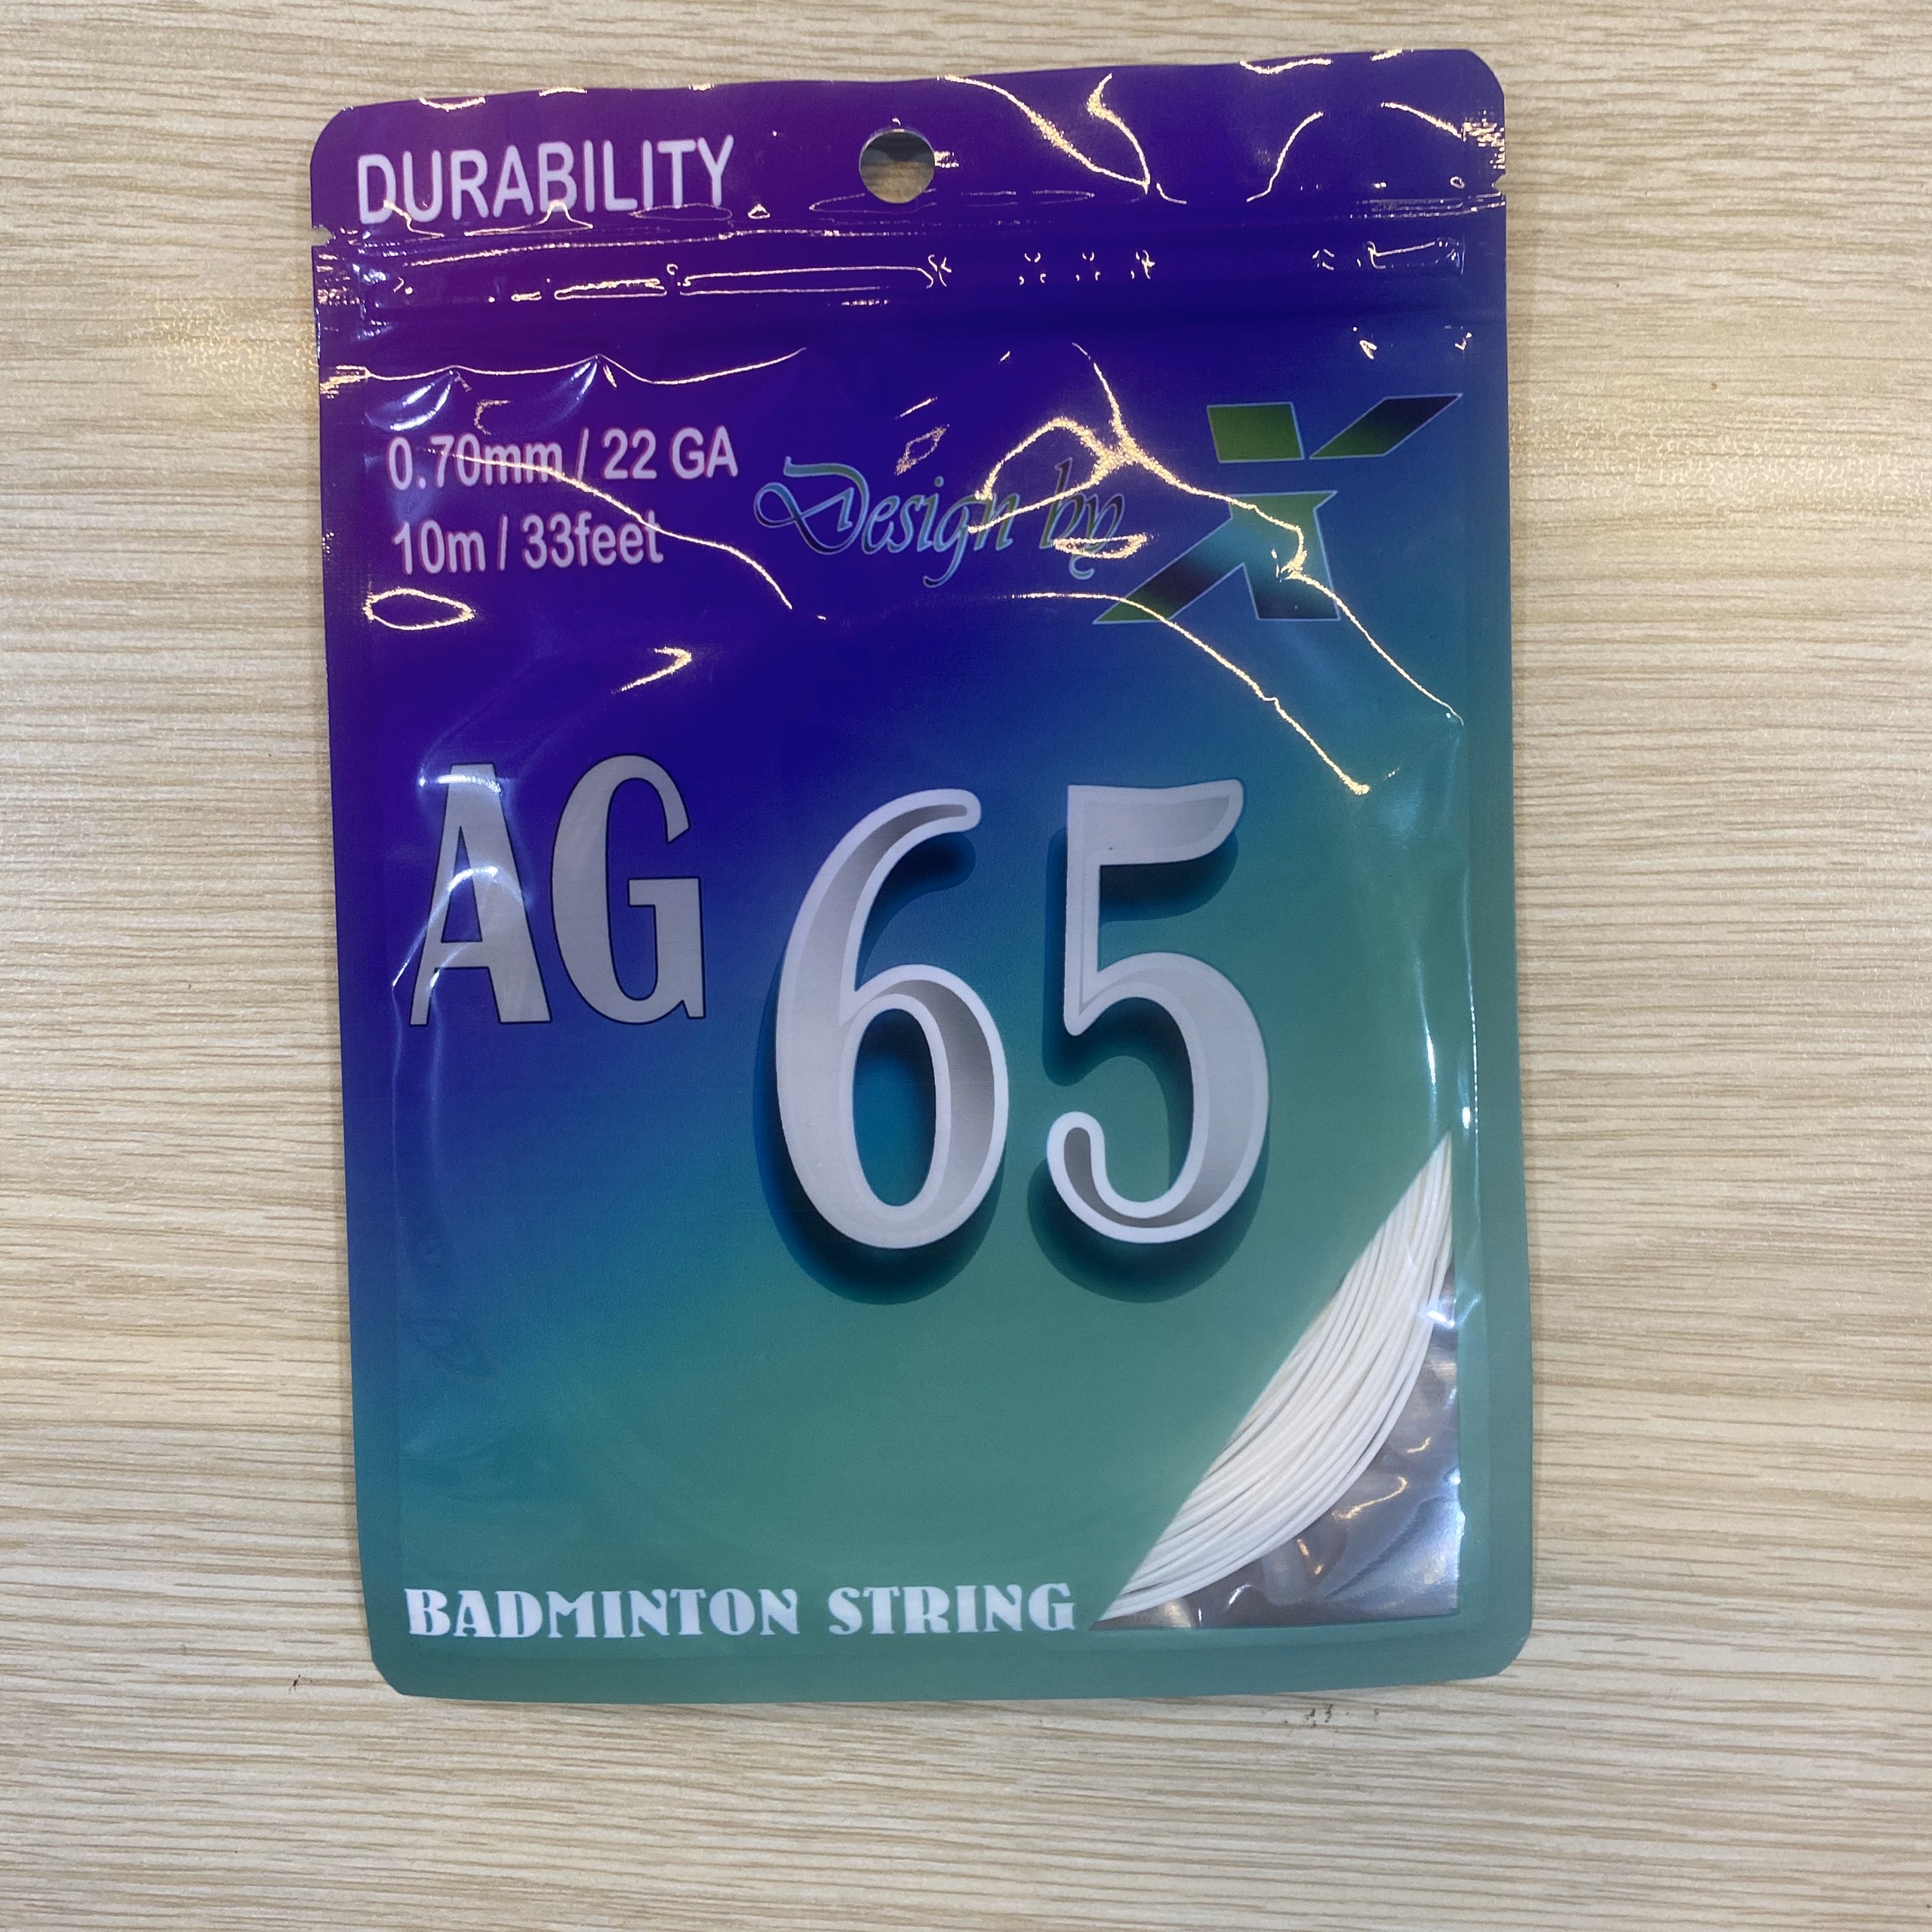 DURABILITY
0.70mm / 22 GA
10m / 33feet
Design by X
AG 65
BADMINTON STRING